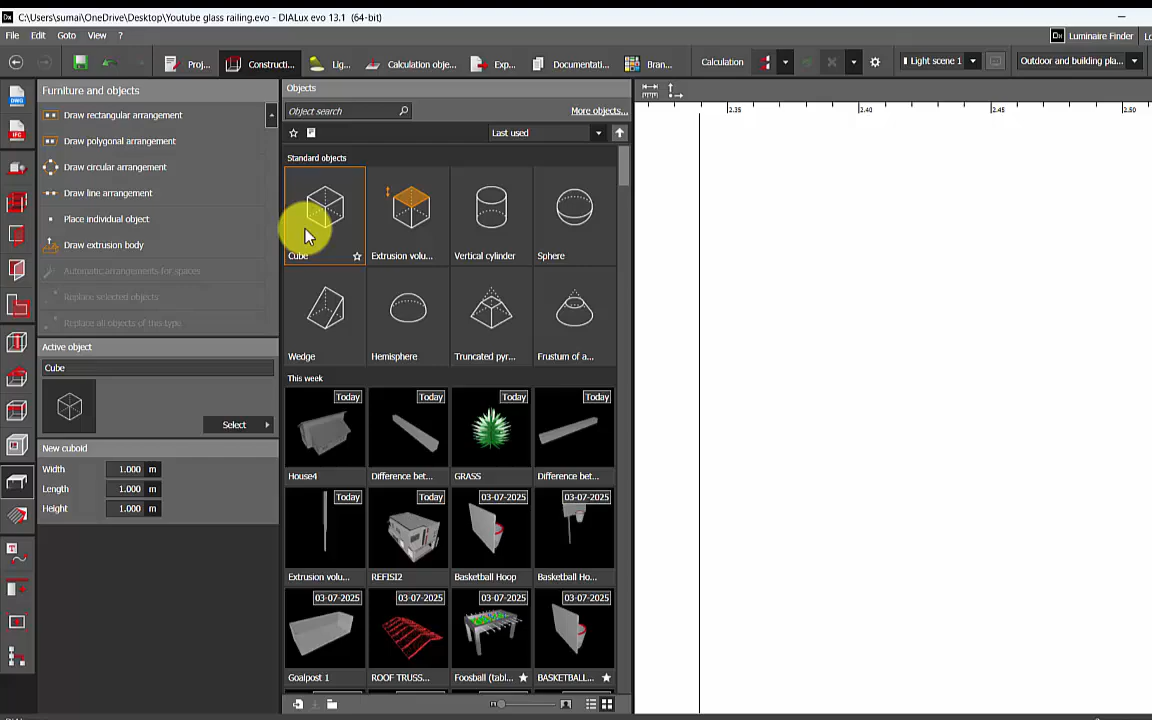 C:\Users\sumai\OneDrive\Desktop\Youtube glass railing.evo - DIALux evo 13.1 (64-bit)
File Edit Goto View ?
Luminaire Finder
Proj... Constructi... Lig... Calculation obje... Exp... Documentati... Bran... Calculation Light scene 1 Outdoor and building pla...
Furniture and objects
Draw rectangular arrangement
Draw polygonal arrangement
Draw circular arrangement
Draw line arrangement
Place individual object
Draw extrusion body
Automatic arrangements for spaces
Replace selected objects
Replace all objects of this type
Active object
Cube
Select
New cuboid
Width 1.000 m
Length 1.000 m
Height 1.000 m
Objects
Object search More objects...
Last used
Standard objects
Cube Extrusion volu... Vertical cylinder Sphere
Wedge Hemisphere Truncated pyr... Frustum of a...
This week
Today Today Today Today
House4 Difference bet... GRASS Difference bet...
Today Today 03-07-2025 03-07-2025
Extrusion volu... REFISI2 Basketball Hoop Basketball Ho...
03-07-2025 03-07-2025 03-07-2025 03-07-2025
Goalpost 1 ROOF TRUSS... Foosball (tabl... BASKETBALL...
2.35 2.40 2.45 2.50
DWG
IFC